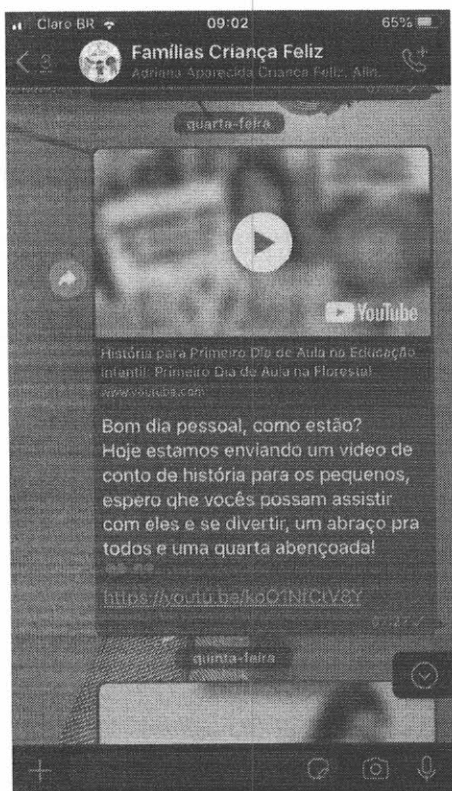 Claro BR 09:02 65%
3 Famílias Criança Feliz
Adriana Aparecida Criança Feliz, Alin...
quarta-feira
YouTube
História para Primeiro Dia de Aula na Educação
Infantil: Primeiro Dia de Aula na Floresta!
www.youtube.com
Bom dia pessoal, como estão?
Hoje estamos enviando um video de
conto de história para os pequenos,
espero qhe vocês possam assistir
com eles e se divertir, um abraço pra
todos e uma quarta abençoada!
quinta-feira